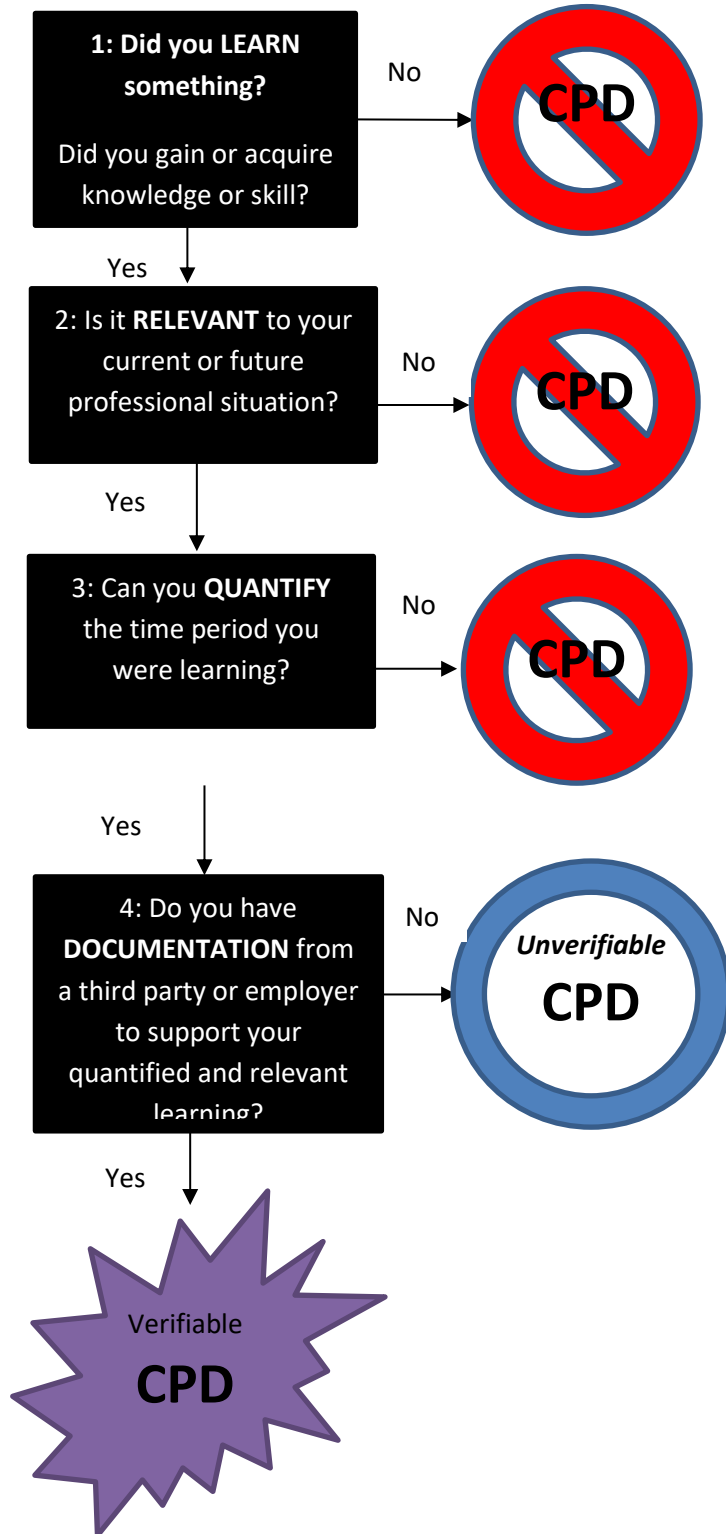 1: Did you LEARN
something?
Did you gain or acquire
knowledge or skill?
No
CPD
Yes
2: Is it RELEVANT to your
current or future
professional situation?
No
CPD
Yes
3: Can you QUANTIFY
the time period you
were learning?
No
CPD
Yes
4: Do you have
DOCUMENTATION from
a third party or employer
to support your
quantified and relevant
learning?
No
Unverifiable
CPD
Yes
Verifiable
CPD